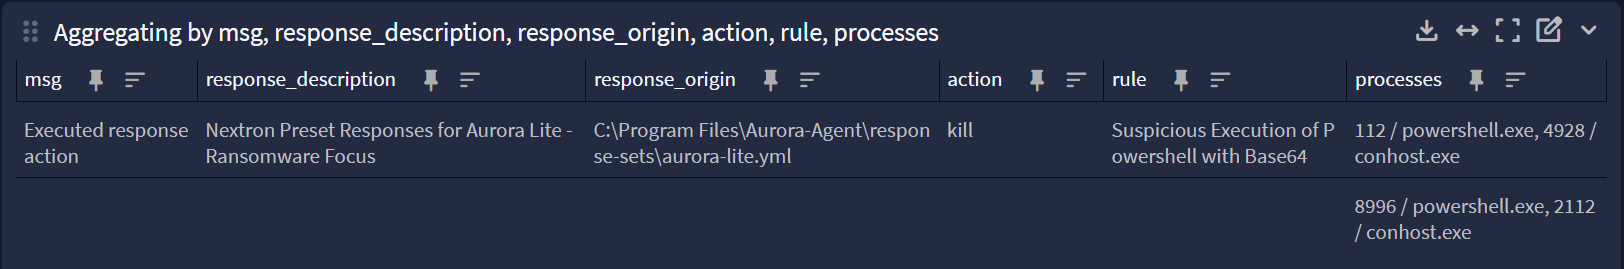 Aggregating by msg, response_description, response_origin, action, rule, processes
msg response_description response_origin action rule processes
Executed response action
Nextron Preset Responses for Aurora Lite - Ransomware Focus
C:\Program Files\Aurora-Agent\response-sets\aurora-lite.yml
kill
Suspicious Execution of Powershell with Base64
112 / powershell.exe, 4928 / conhost.exe
8996 / powershell.exe, 2112 / conhost.exe